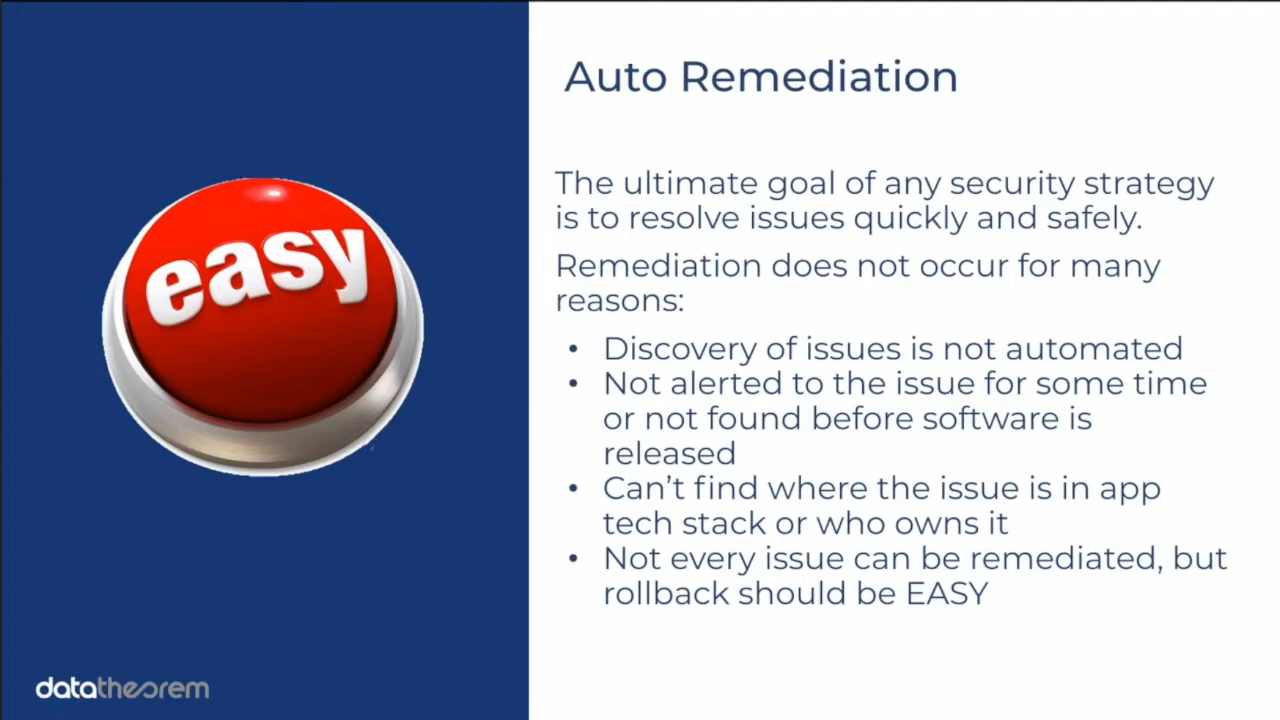 easy
datatheorem
Auto Remediation
The ultimate goal of any security strategy
is to resolve issues quickly and safely.
Remediation does not occur for many
reasons:
• Discovery of issues is not automated
• Not alerted to the issue for some time
or not found before software is
released
• Can't find where the issue is in app
tech stack or who owns it
• Not every issue can be remediated, but
rollback should be EASY